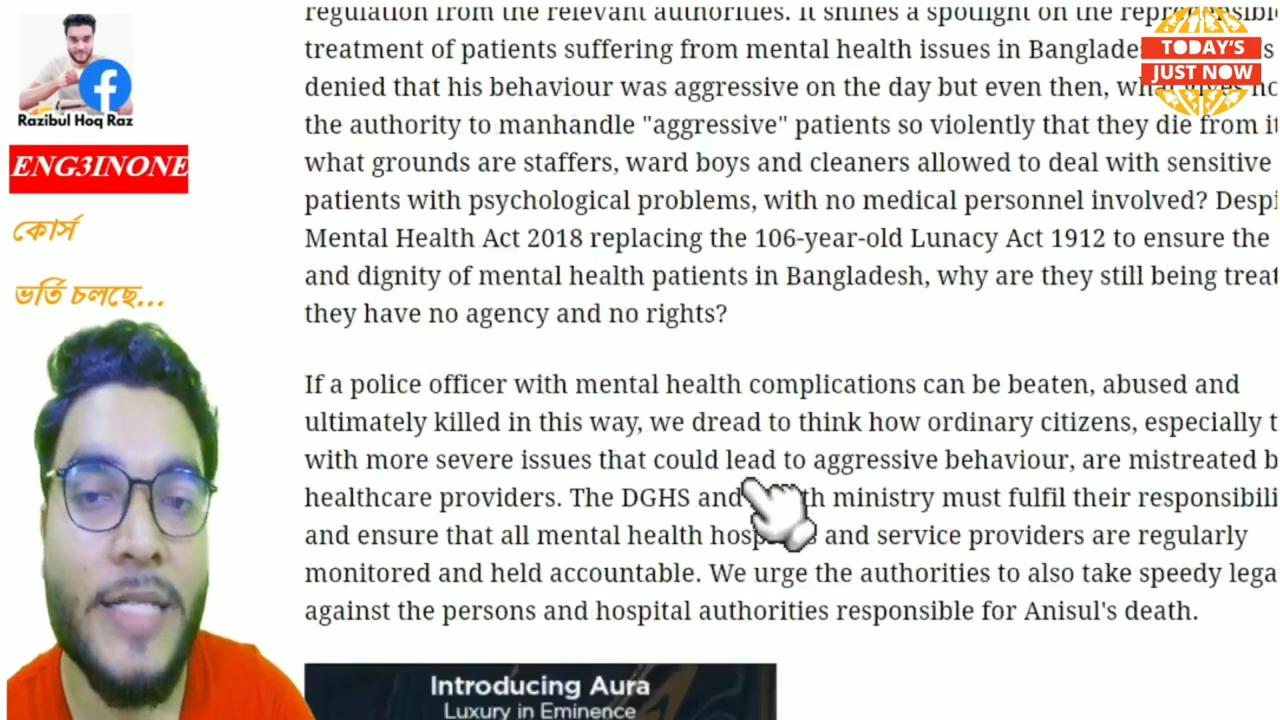 regulation from the relevant authorities. It shines a spotlight on the
treatment of patients suffering from mental health issues in
denied that his behaviour was aggressive on the day but even then,
the authority to manhandle "aggressive" patients so violently that they die from
what grounds are staffers, ward boys and cleaners allowed to deal with sensitive
patients with psychological problems, with no medical personnel involved?
Mental Health Act 2018 replacing the 106-year-old Lunacy Act 1912 to ensure the
and dignity of mental health patients in Bangladesh, why are they still being
they have no agency and no rights?
If a police officer with mental health complications can be beaten, abused and
ultimately killed in this way, we dread to think how ordinary citizens, especially
with more severe issues that could lead to aggressive behaviour, are mistreated
healthcare providers. The DGHS and ministry must fulfil their
and ensure that all mental health and service providers are regularly
monitored and held accountable. We urge the authorities to also take speedy
against the persons and hospital authorities responsible for Anisul's death.
Introducing Aura
Luxury in Eminence
TODAY'S
JUST NOW
f
Razibul Hoq Raz
ENG3INONE
কোর্স
ভর্তি চলছে...